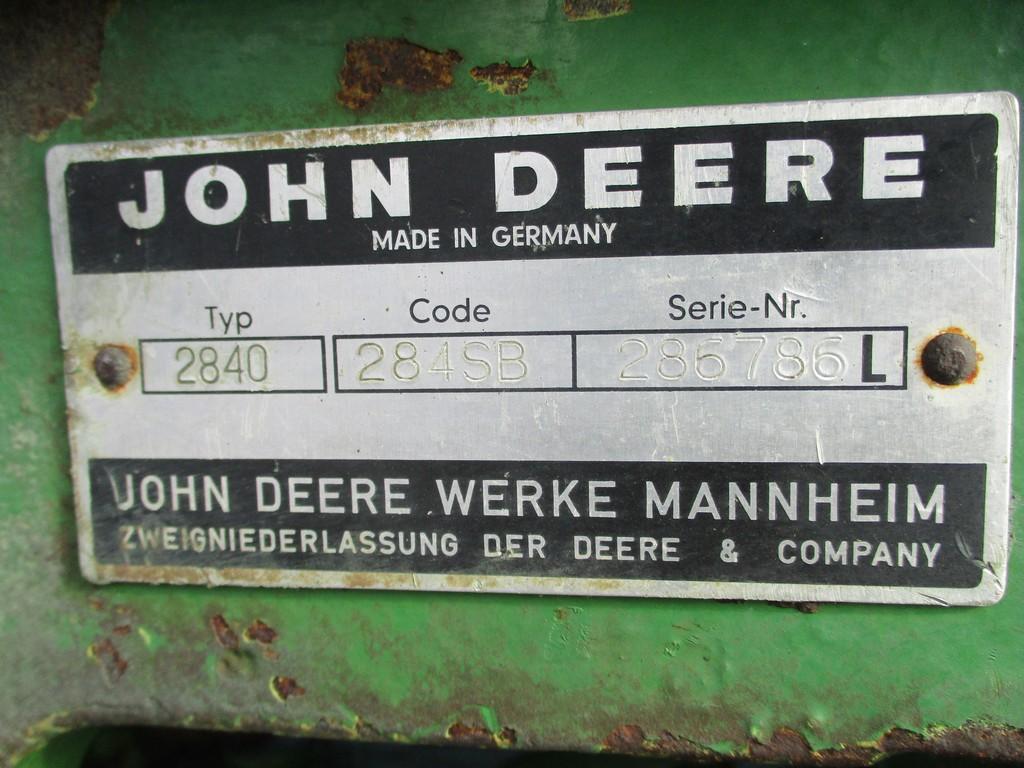 JOHN DEERE
MADE IN GERMANY
Typ Code Serie-Nr.
2840 284SB 286786 L
JOHN DEERE WERKE MANNHEIM
ZWEIGNIEDERLASSUNG DER DEERE & COMPANY